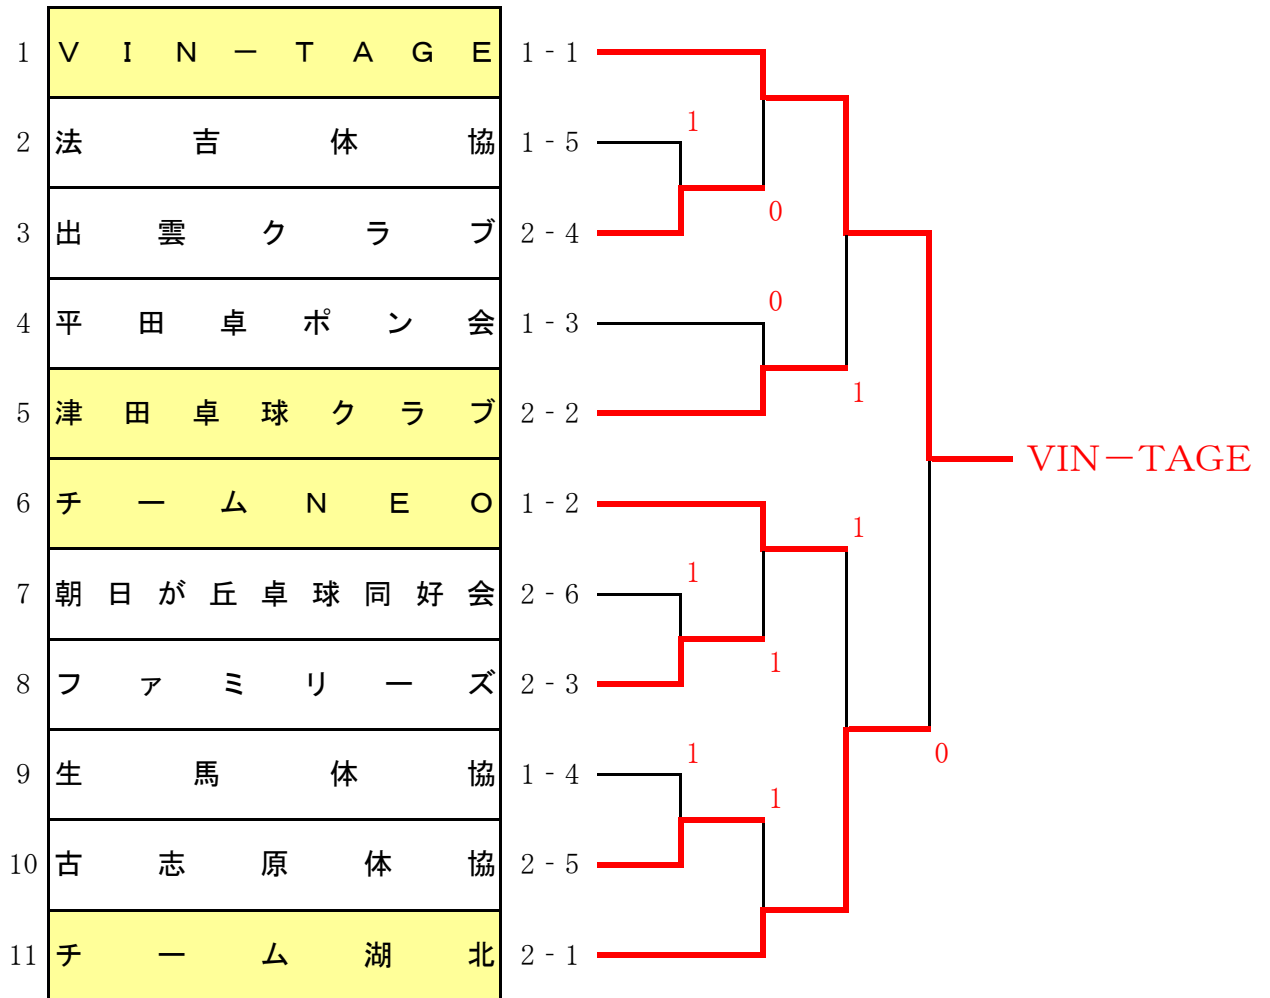 1 VIN－TAGE 1-1
1
2 法吉体協 1-5
0
3 出雲クラブ 2-4
0
4 平田卓ポン会 1-3
1
5 津田卓球クラブ 2-2
VIN－TAGE
6 チームNEO 1-2
1
1
7 朝日が丘卓球同好会 2-6
1
8 ファミリーズ 2-3
1
0
9 生馬体協 1-4
1
10 古志原体協 2-5
11 チーム湖北 2-1